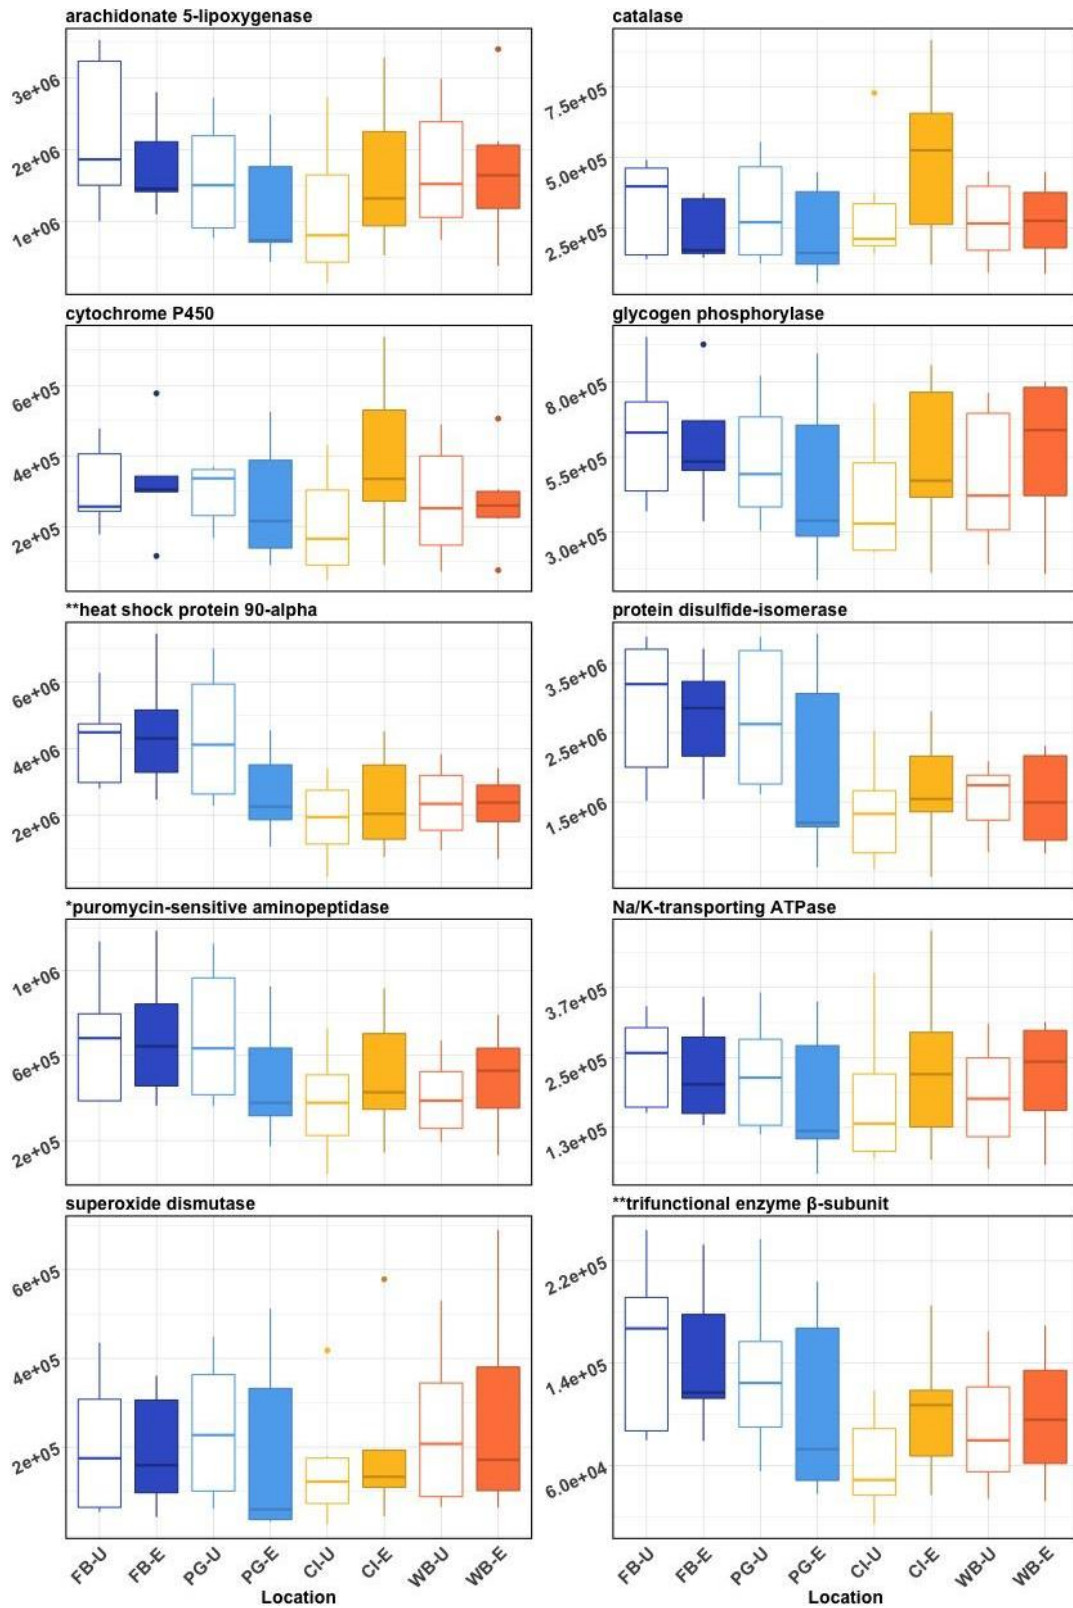 arachidonate 5-lipoxygenase
3e+06
2e+06
1e+06
catalase
7.5e+05
5.0e+05
2.5e+05
cytochrome P450
6e+05
4e+05
2e+05
glycogen phosphorylase
8.0e+05
5.5e+05
3.0e+05
**heat shock protein 90-alpha
6e+06
4e+06
2e+06
protein disulfide-isomerase
3.5e+06
2.5e+06
1.5e+06
*puromycin-sensitive aminopeptidase
1e+06
6e+05
2e+05
Na/K-transporting ATPase
3.7e+05
2.5e+05
1.3e+05
superoxide dismutase
6e+05
4e+05
2e+05
FB-U FB-E PG-U PG-E CI-U CI-E WB-U WB-E
Location
**trifunctional enzyme β-subunit
2.2e+05
1.4e+05
6.0e+04
FB-U FB-E PG-U PG-E CI-U CI-E WB-U WB-E
Location